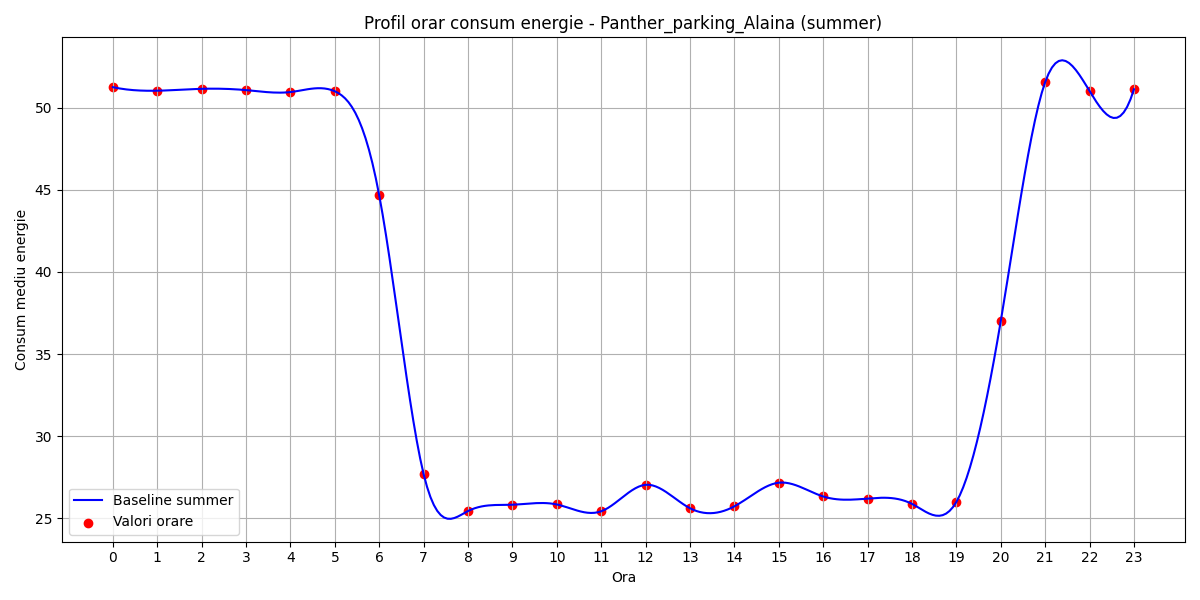 Profil orar consum energie - Panther_parking_Alaina (summer)
Consum mediu energie
50
45
40
35
30
25
Baseline summer
Valori orare
0 1 2 3 4 5 6 7 8 9 10 11 12 13 14 15 16 17 18 19 20 21 22 23
Ora